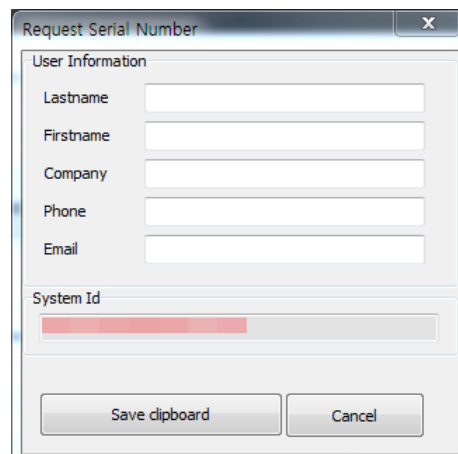 Request Serial Number
x
User Information
Lastname
Firstname
Company
Phone
Email
System Id
Save clipboard
Cancel